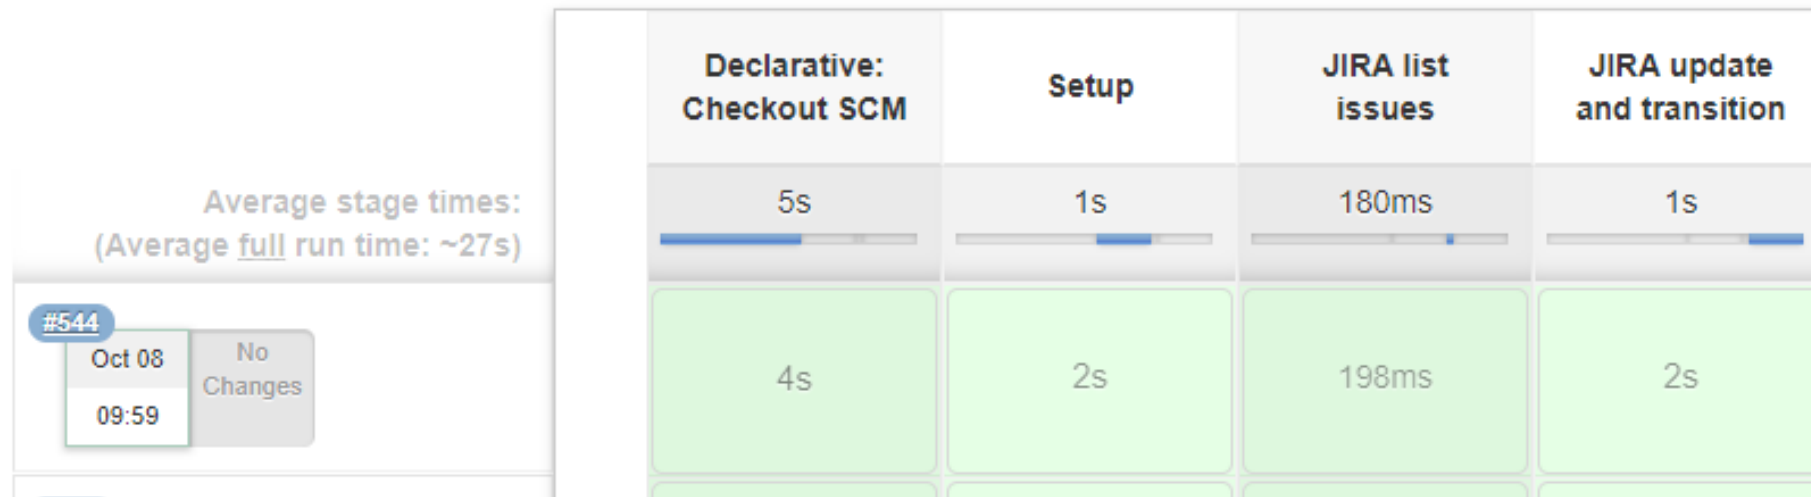 Declarative:
Checkout SCM
Setup
JIRA list
issues
JIRA update
and transition
Average stage times:
(Average full run time: ~27s)
5s
1s
180ms
1s
#544
Oct 08
09:59
No
Changes
4s
2s
198ms
2s